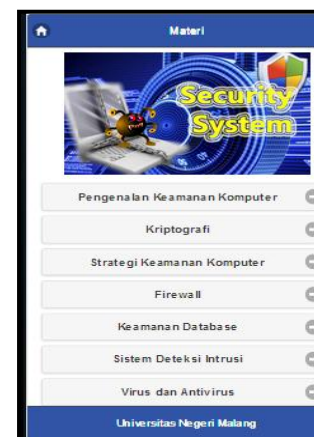 Materi
Security
System
Pengenalan Keamanan Komputer
Kriptografi
Strategi Keamanan Komputer
Firewall
Keamanan Database
Sistem Deteksi Intrusi
Virus dan Antivirus
Universitas Negeri Malang